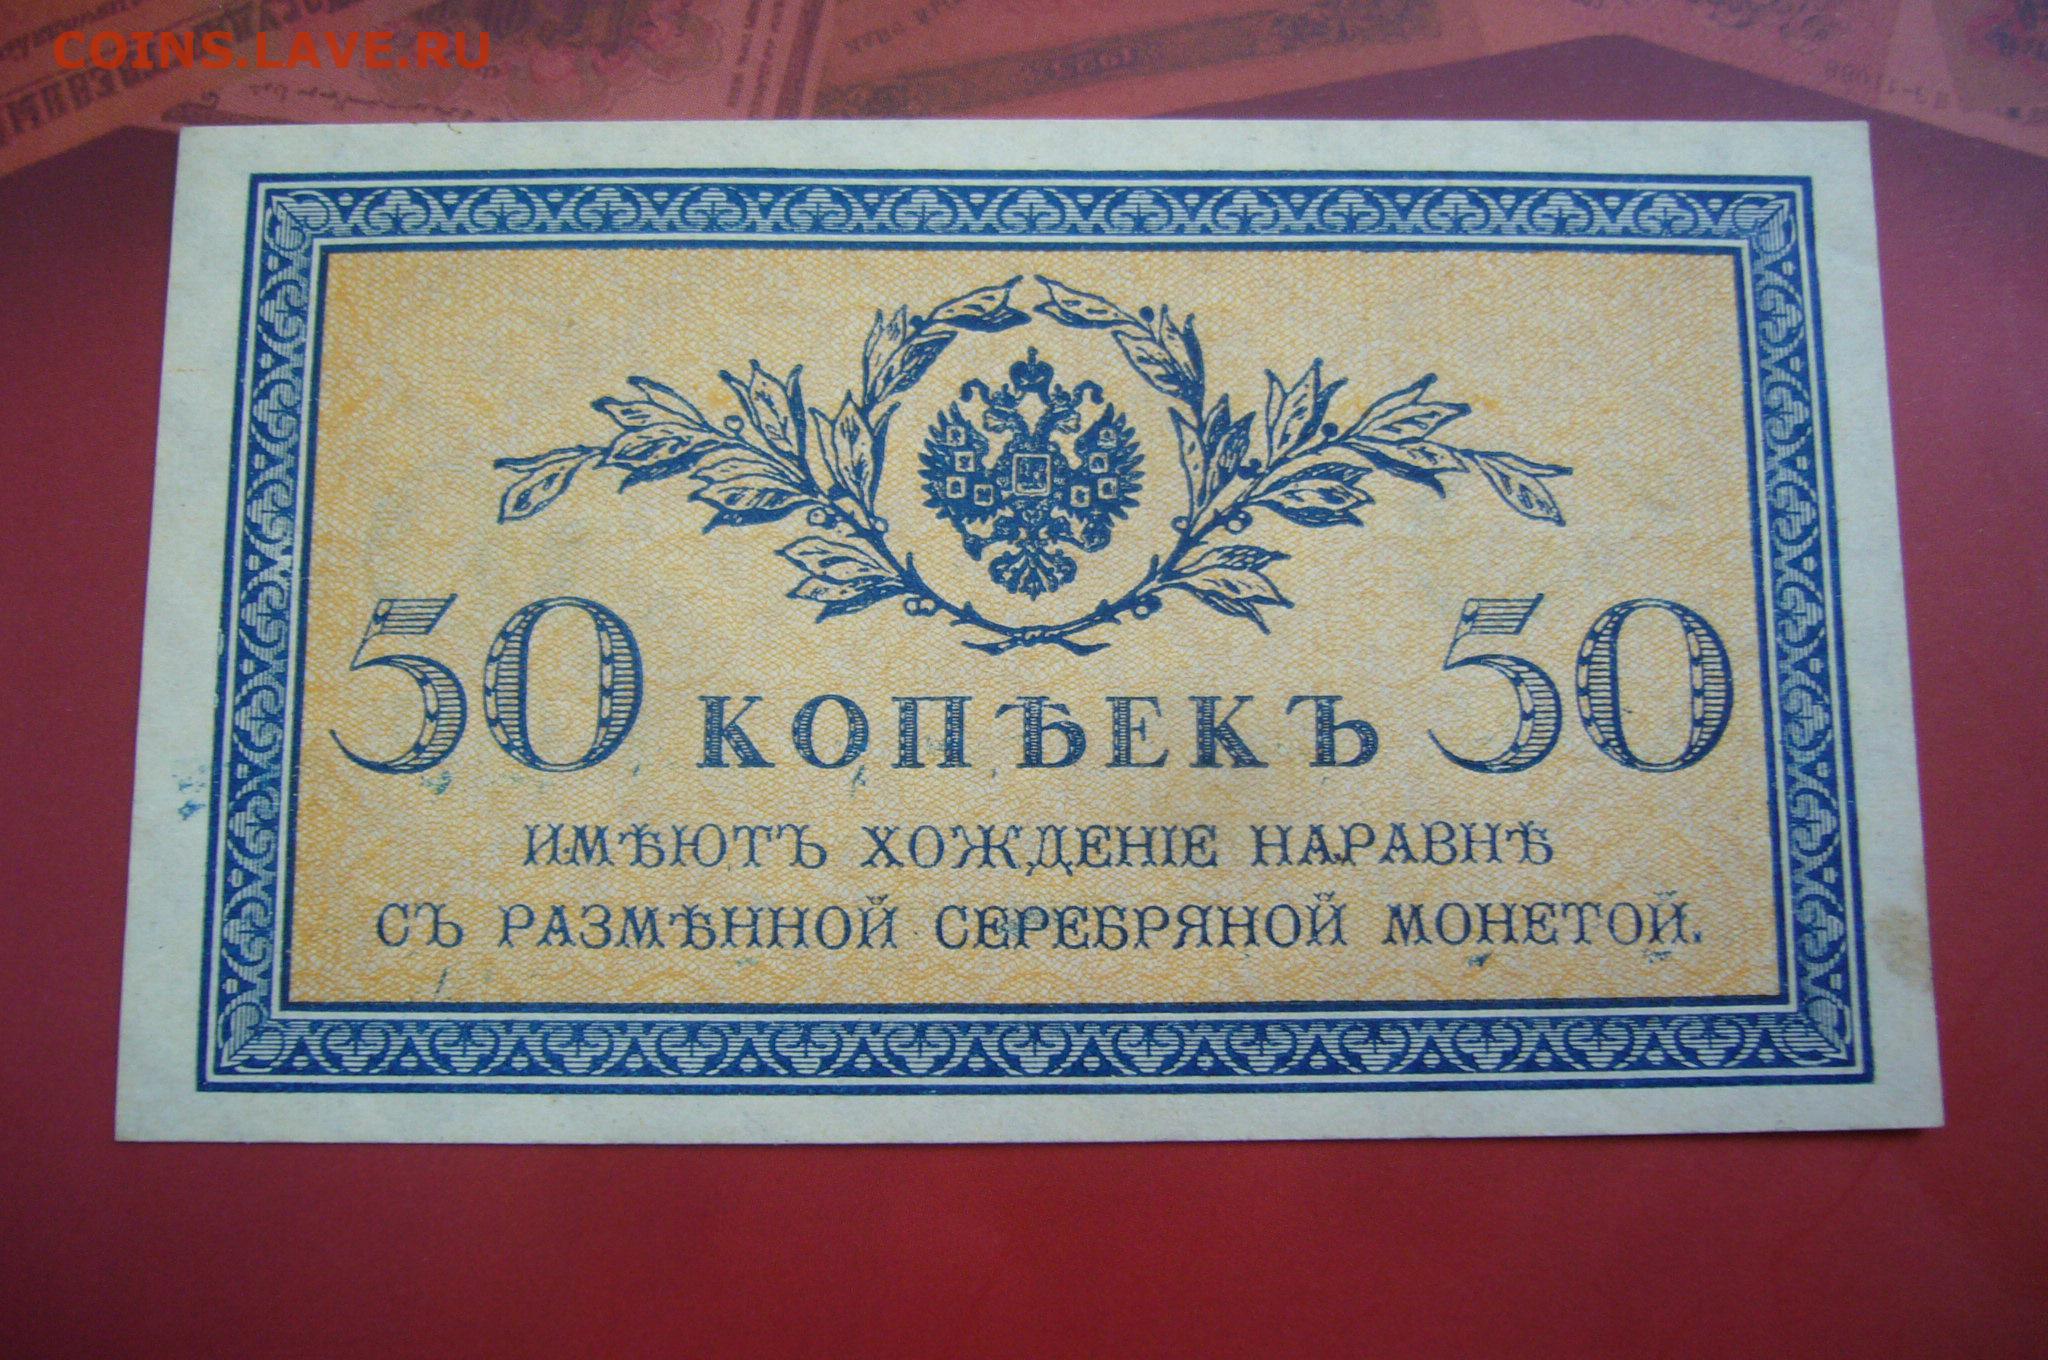 COINS.LAVE.RU
50 КОПѢЕКЪ 50
ИМѢЮТЪ ХОЖДЕНІЕ НАРАВНѢ
СЪ РАЗМѢННОЙ СЕРЕБРЯНОЙ МОНЕТОЙ.